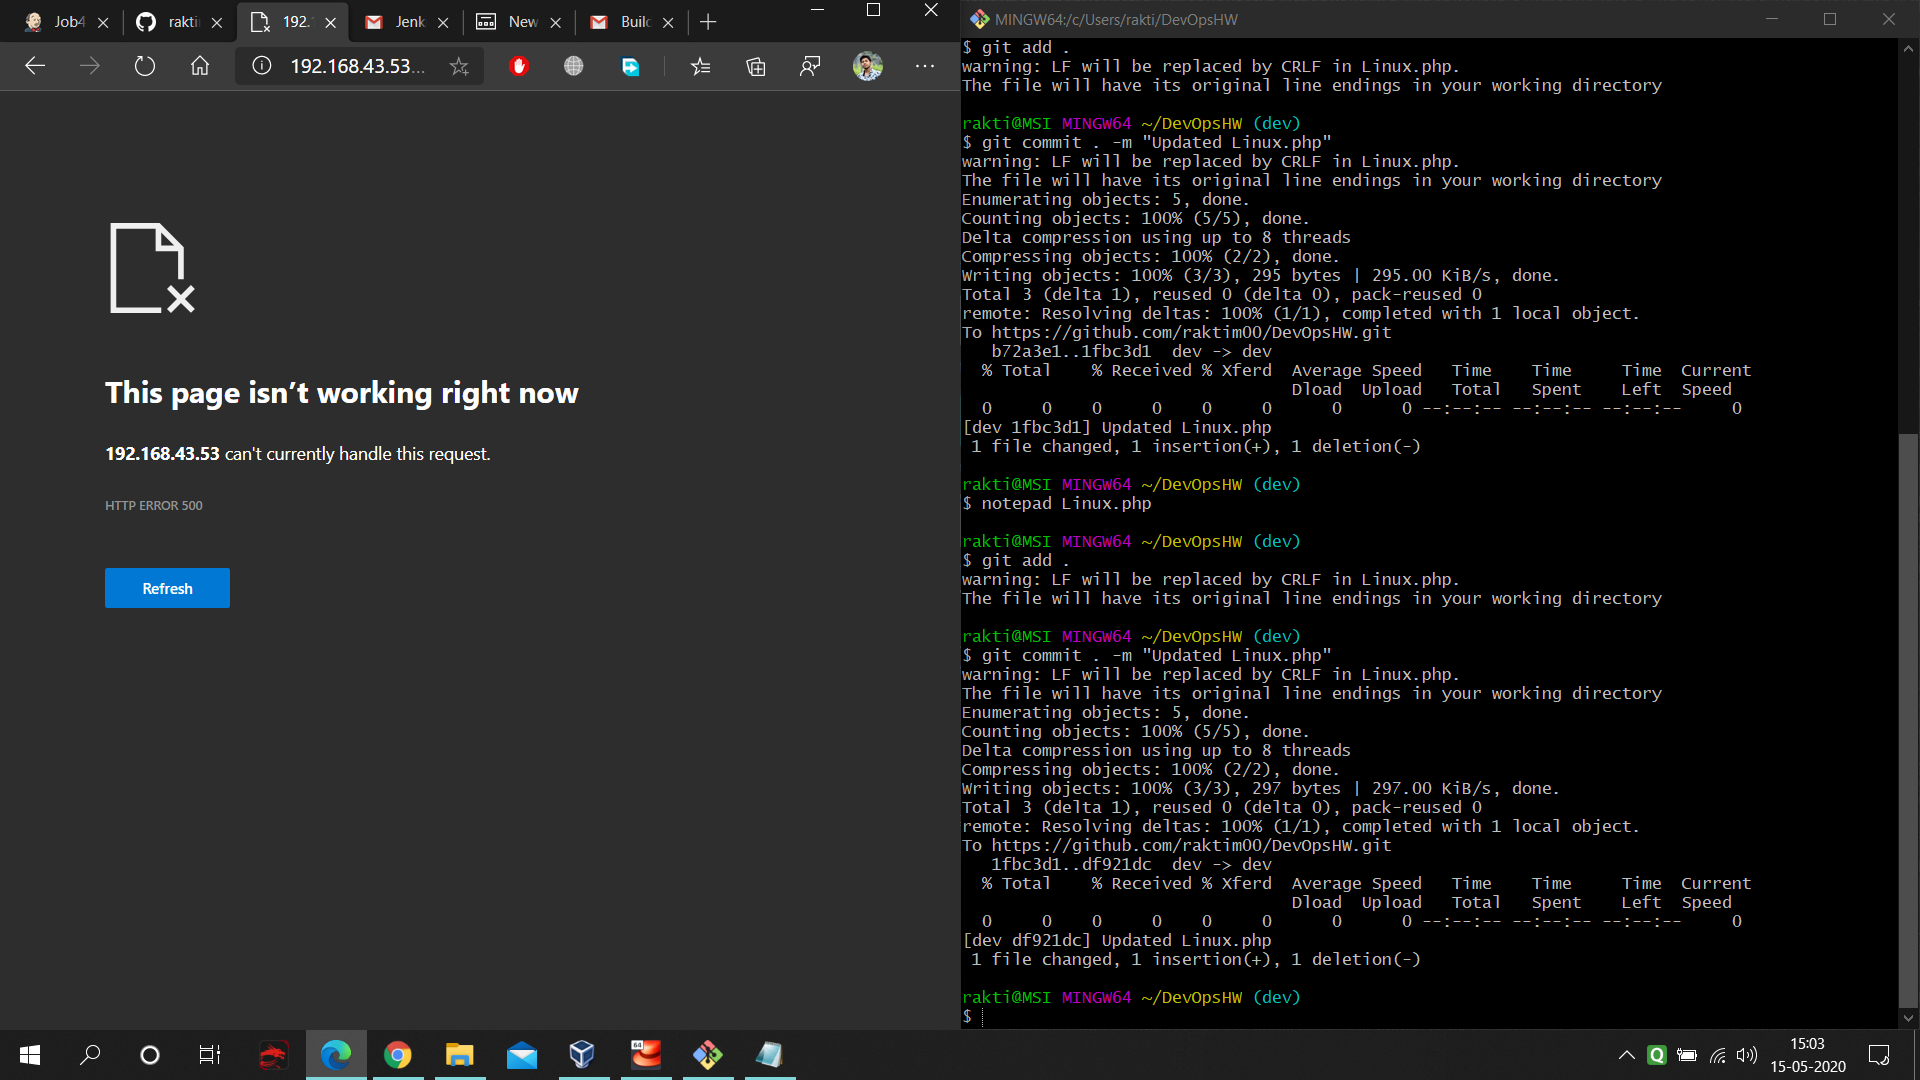 Job4
rakti
192.
Jenk
New
Build
192.168.43.53...
This page isn’t working right now
192.168.43.53 can't currently handle this request.
HTTP ERROR 500
Refresh
MINGW64:/c/Users/rakti/DevOpsHW
$ git add .
warning: LF will be replaced by CRLF in Linux.php.
The file will have its original line endings in your working directory
rakti@MSI MINGW64 ~/DevOpsHW (dev)
$ git commit . -m "Updated Linux.php"
warning: LF will be replaced by CRLF in Linux.php.
The file will have its original line endings in your working directory
Enumerating objects: 5, done.
Counting objects: 100% (5/5), done.
Delta compression using up to 8 threads
Compressing objects: 100% (2/2), done.
Writing objects: 100% (3/3), 295 bytes | 295.00 KiB/s, done.
Total 3 (delta 1), reused 0 (delta 0), pack-reused 0
remote: Resolving deltas: 100% (1/1), completed with 1 local object.
To https://github.com/raktim00/DevOpsHW.git
b72a3e1..1fbc3d1  dev -> dev
% Total    % Received % Xferd  Average Speed   Time    Time     Time  Current
Dload  Upload   Total   Spent    Left  Speed
0     0    0     0    0     0      0      0 --:--:-- --:--:-- --:--:--     0
[dev 1fbc3d1] Updated Linux.php
1 file changed, 1 insertion(+), 1 deletion(-)
rakti@MSI MINGW64 ~/DevOpsHW (dev)
$ notepad Linux.php
rakti@MSI MINGW64 ~/DevOpsHW (dev)
$ git add .
warning: LF will be replaced by CRLF in Linux.php.
The file will have its original line endings in your working directory
rakti@MSI MINGW64 ~/DevOpsHW (dev)
$ git commit . -m "Updated Linux.php"
warning: LF will be replaced by CRLF in Linux.php.
The file will have its original line endings in your working directory
Enumerating objects: 5, done.
Counting objects: 100% (5/5), done.
Delta compression using up to 8 threads
Compressing objects: 100% (2/2), done.
Writing objects: 100% (3/3), 297 bytes | 297.00 KiB/s, done.
Total 3 (delta 1), reused 0 (delta 0), pack-reused 0
remote: Resolving deltas: 100% (1/1), completed with 1 local object.
To https://github.com/raktim00/DevOpsHW.git
1fbc3d1..df921dc  dev -> dev
% Total    % Received % Xferd  Average Speed   Time    Time     Time  Current
Dload  Upload   Total   Spent    Left  Speed
0     0    0     0    0     0      0      0 --:--:-- --:--:-- --:--:--     0
[dev df921dc] Updated Linux.php
1 file changed, 1 insertion(+), 1 deletion(-)
rakti@MSI MINGW64 ~/DevOpsHW (dev)
$
64
Q
15:03
15-05-2020